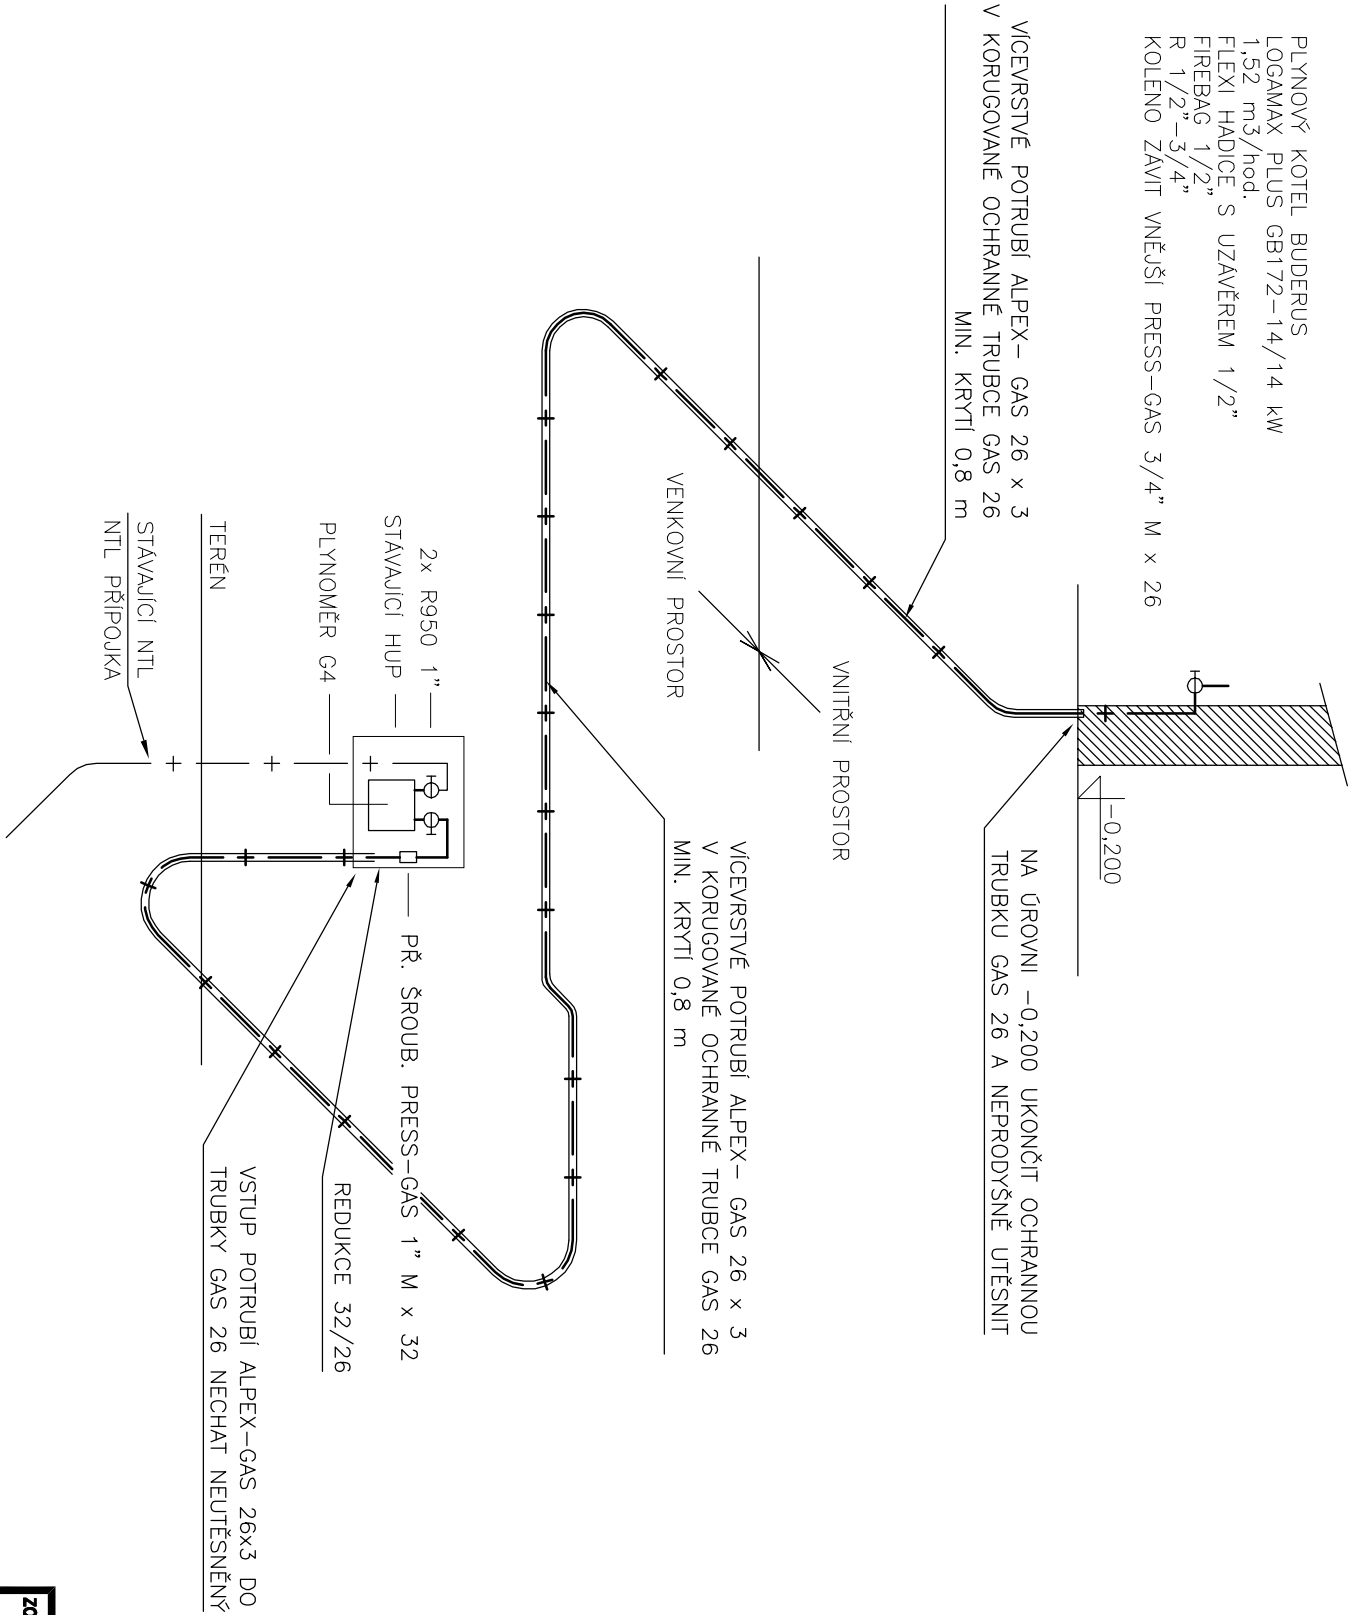 PLYNOVÝ KOTEL BUDERUS
LOGAMAX PLUS GB172-14/14 kW
1,52 m3/hod.
FLEXI HADICE S UZÁVĚREM 1/2"
FIREBAG 1/2"
R 1/2"-3/4"
KOLENO ZÁVIT VNĚJŠÍ PRESS-GAS 3/4" M x 26
VÍCEVRSTVÉ POTRUBÍ ALPEX- GAS 26 x 3
V KORUGOVANÉ OCHRANNÉ TRUBCE GAS 26
MIN. KRYTÍ 0,8 m
-0,200
NA ÚROVNI -0,200 UKONČIT OCHRANNOU
TRUBKU GAS 26 A NEPRODYŠNĚ UTĚSNIT
VNITŘNÍ PROSTOR
VENKOVNÍ PROSTOR
VÍCEVRSTVÉ POTRUBÍ ALPEX- GAS 26 x 3
V KORUGOVANÉ OCHRANNÉ TRUBCE GAS 26
MIN. KRYTÍ 0,8 m
2x R950 1"
STÁVAJÍCÍ HUP
PLYNOMĚR G4
PŘ. ŠROUB. PRESS-GAS 1" M x 32
REDUKCE 32/26
VSTUP POTRUBÍ ALPEX-GAS 26x3 DO
TRUBKY GAS 26 NECHAT NEUTĚSNĚNÝ
TERÉN
STÁVAJÍCÍ NTL
NTL PŘÍPOJKA